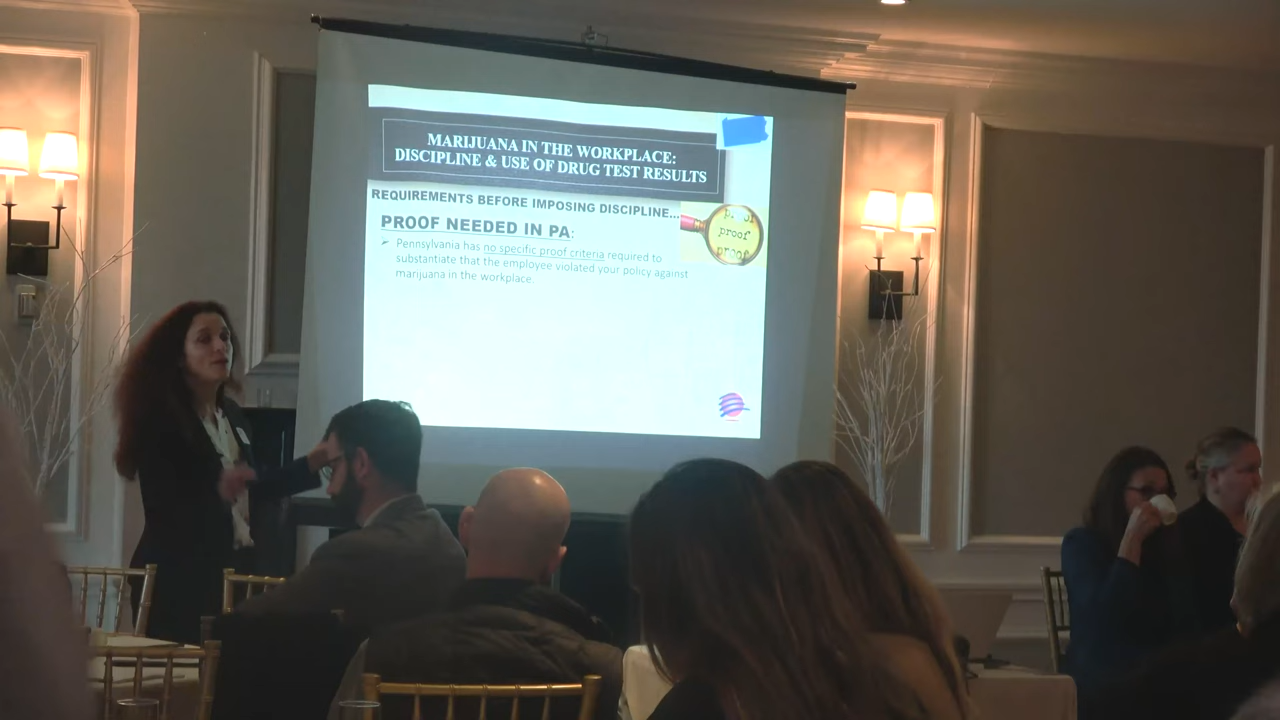 MARIJUANA IN THE WORKPLACE:
DISCIPLINE & USE OF DRUG TEST RESULTS
REQUIREMENTS BEFORE IMPOSING DISCIPLINE...
PROOF NEEDED IN PA:
proof
proof
proof
➢ Pennsylvania has no specific proof criteria required to
substantiate that the employee violated your policy against
marijuana in the workplace.